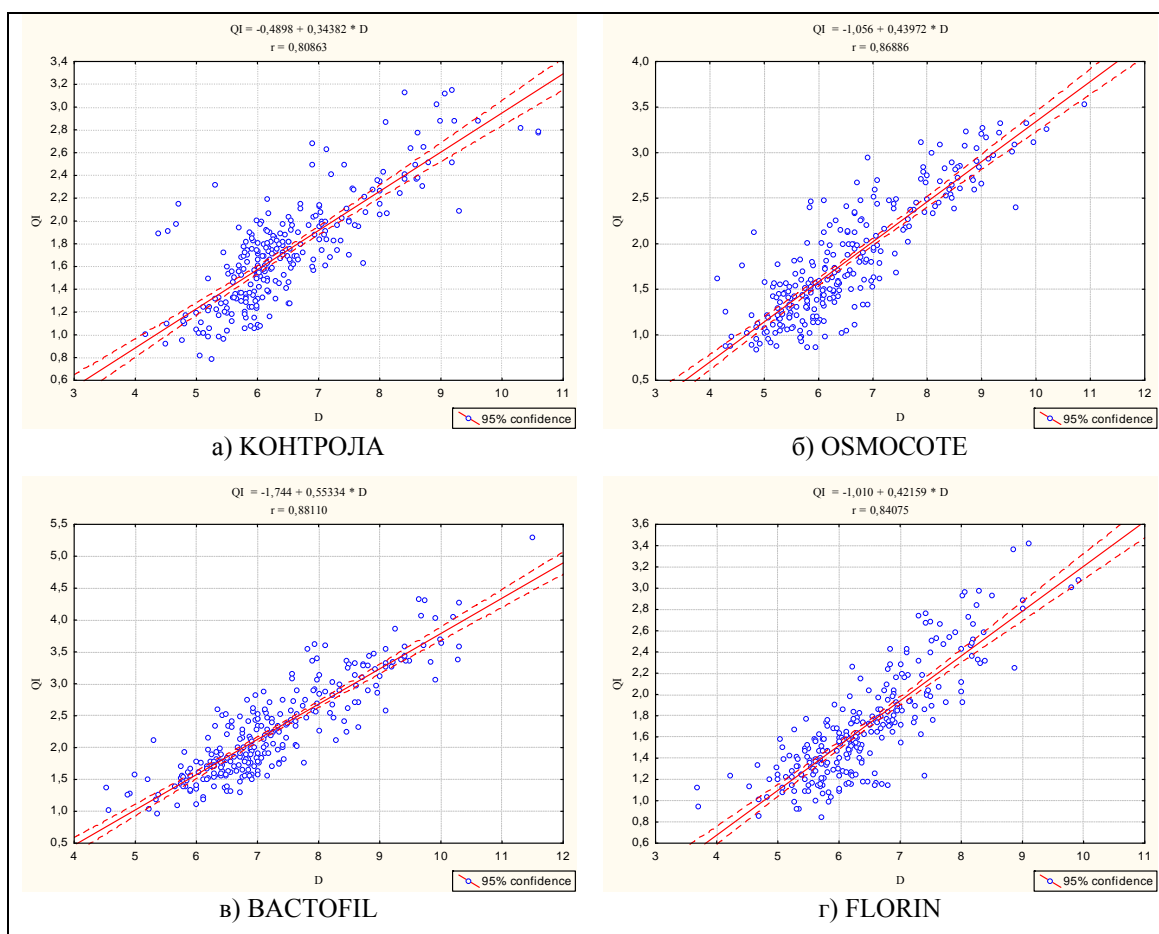 QI = -0,4898 + 0,34382 * D
r = 0,80863
3,4
3,2
3,0
2,8
2,6
2,4
2,2
2,0
1,8
1,6
1,4
1,2
1,0
0,8
0,6
QI
3 4 5 6 7 8 9 10 11
D
95% confidence
а) КОНТРОЛА
QI = -1,056 + 0,43972 * D
r = 0,86886
4,0
3,5
3,0
2,5
2,0
1,5
1,0
0,5
QI
3 4 5 6 7 8 9 10 11 12
D
95% confidence
б) OSMOCOTE
QI = -1,744 + 0,55334 * D
r = 0,88110
5,5
5,0
4,5
4,0
3,5
3,0
2,5
2,0
1,5
1,0
0,5
QI
4 5 6 7 8 9 10 11 12
D
95% confidence
в) BACTOFIL
QI = -1,010 + 0,42159 * D
r = 0,84075
3,6
3,4
3,2
3,0
2,8
2,6
2,4
2,2
2,0
1,8
1,6
1,4
1,2
1,0
0,8
0,6
QI
3 4 5 6 7 8 9 10 11
D
95% confidence
г) FLORIN